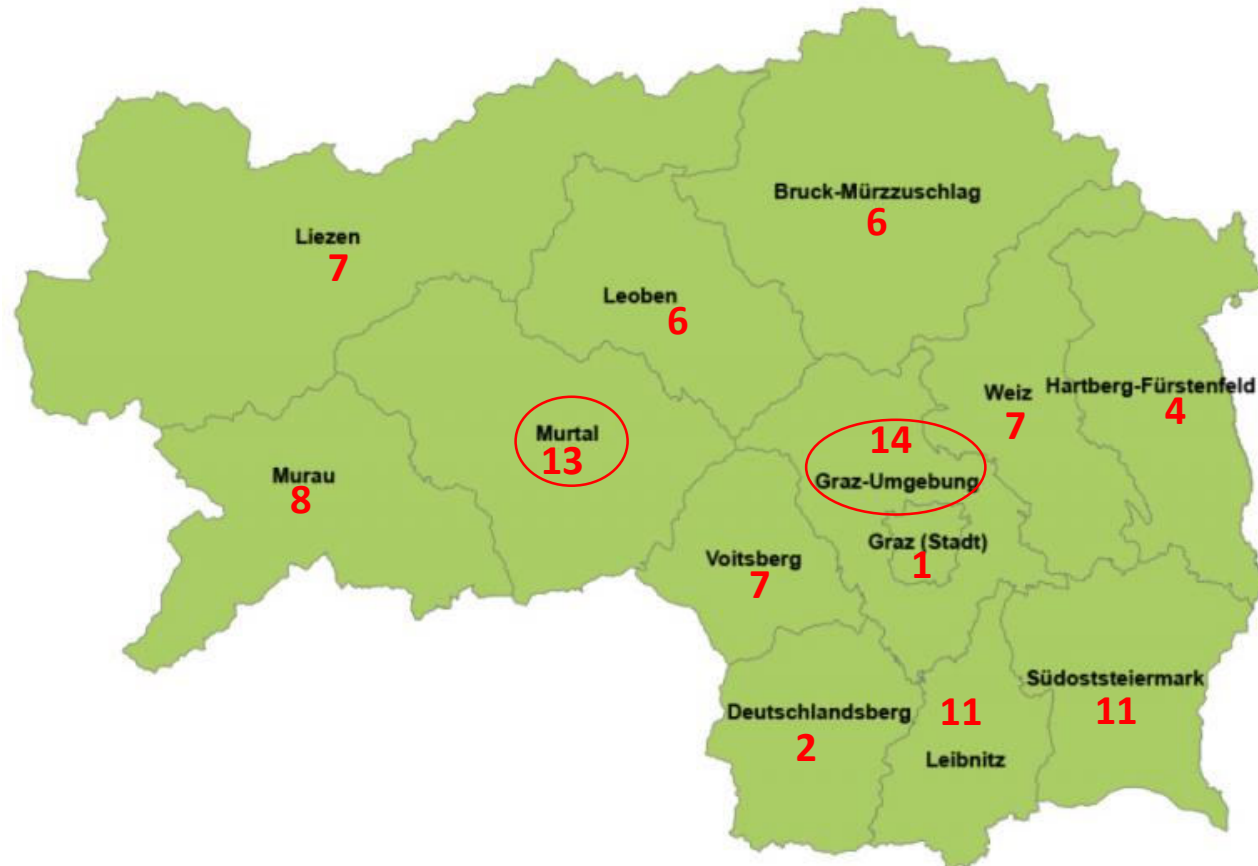 Bruck-Mürzzuschlag
6
Liezen
7
Leoben
6
Hartberg-Fürstenfeld
4
Weiz
7
Murtal
13
14
Graz-Umgebung
Murau
8
Graz (Stadt)
1
Voitsberg
7
Südoststeiermark
11
Deutschlandsberg
2
11
Leibnitz